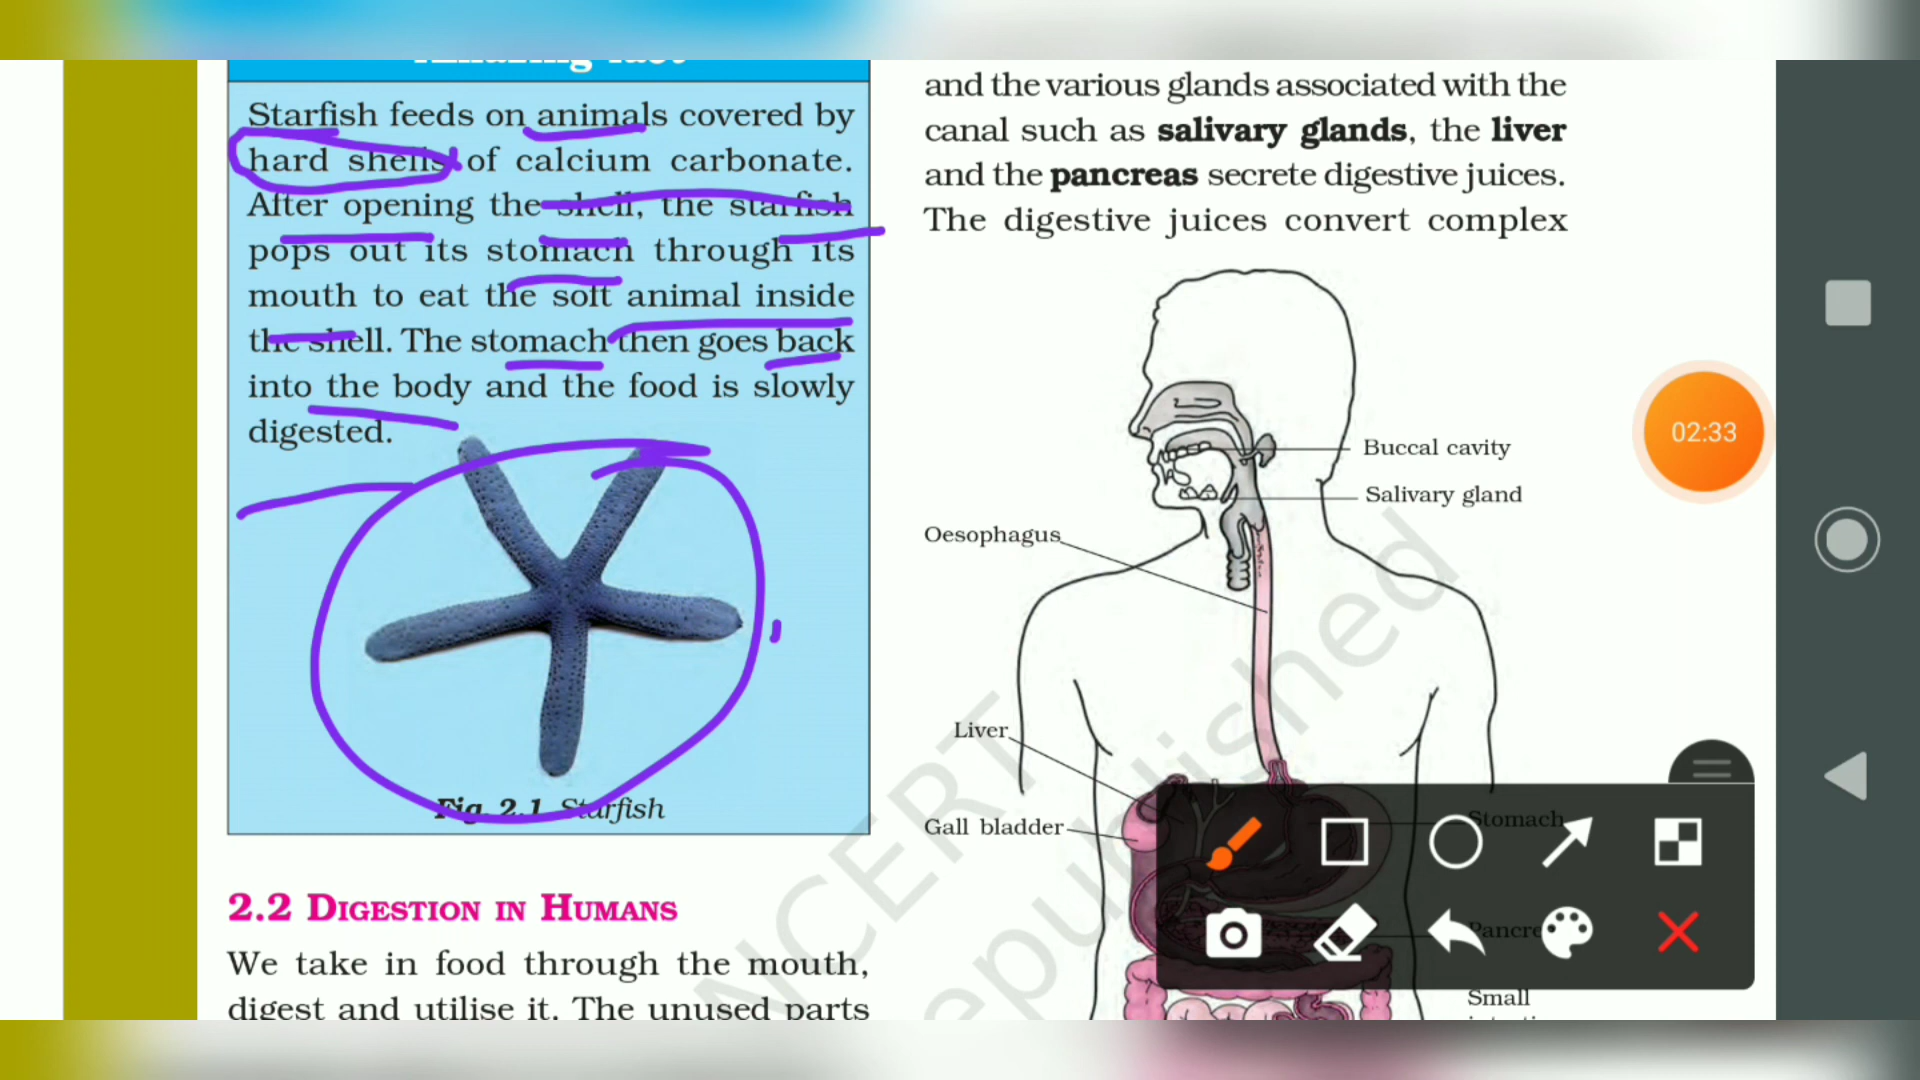 Amazing fact
Starfish feeds on animals covered by
hard shells of calcium carbonate.
After opening the shell, the starfish
pops out its stomach through its
mouth to eat the soft animal inside
the shell. The stomach then goes back
into the body and the food is slowly
digested.
Fig. 2.1 Starfish
2.2 DIGESTION IN HUMANS
We take in food through the mouth,
digest and utilise it. The unused parts
and the various glands associated with the
canal such as salivary glands, the liver
and the pancreas secrete digestive juices.
The digestive juices convert complex
Buccal cavity
Salivary gland
Oesophagus
Liver
Gall bladder
Stomach
Pancre
Small
NCERT
republished
02:33